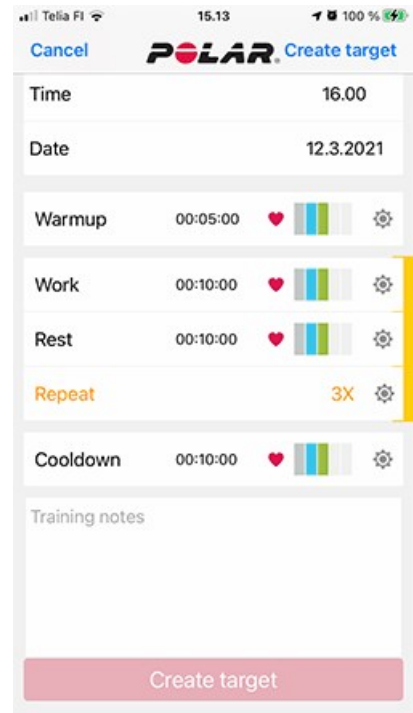 Telia FI 15.13 100 %
Cancel POLAR. Create target
Time 16.00
Date 12.3.2021
Warmup 00:05:00
Work 00:10:00
Rest 00:10:00
Repeat 3X
Cooldown 00:10:00
Training notes
Create target